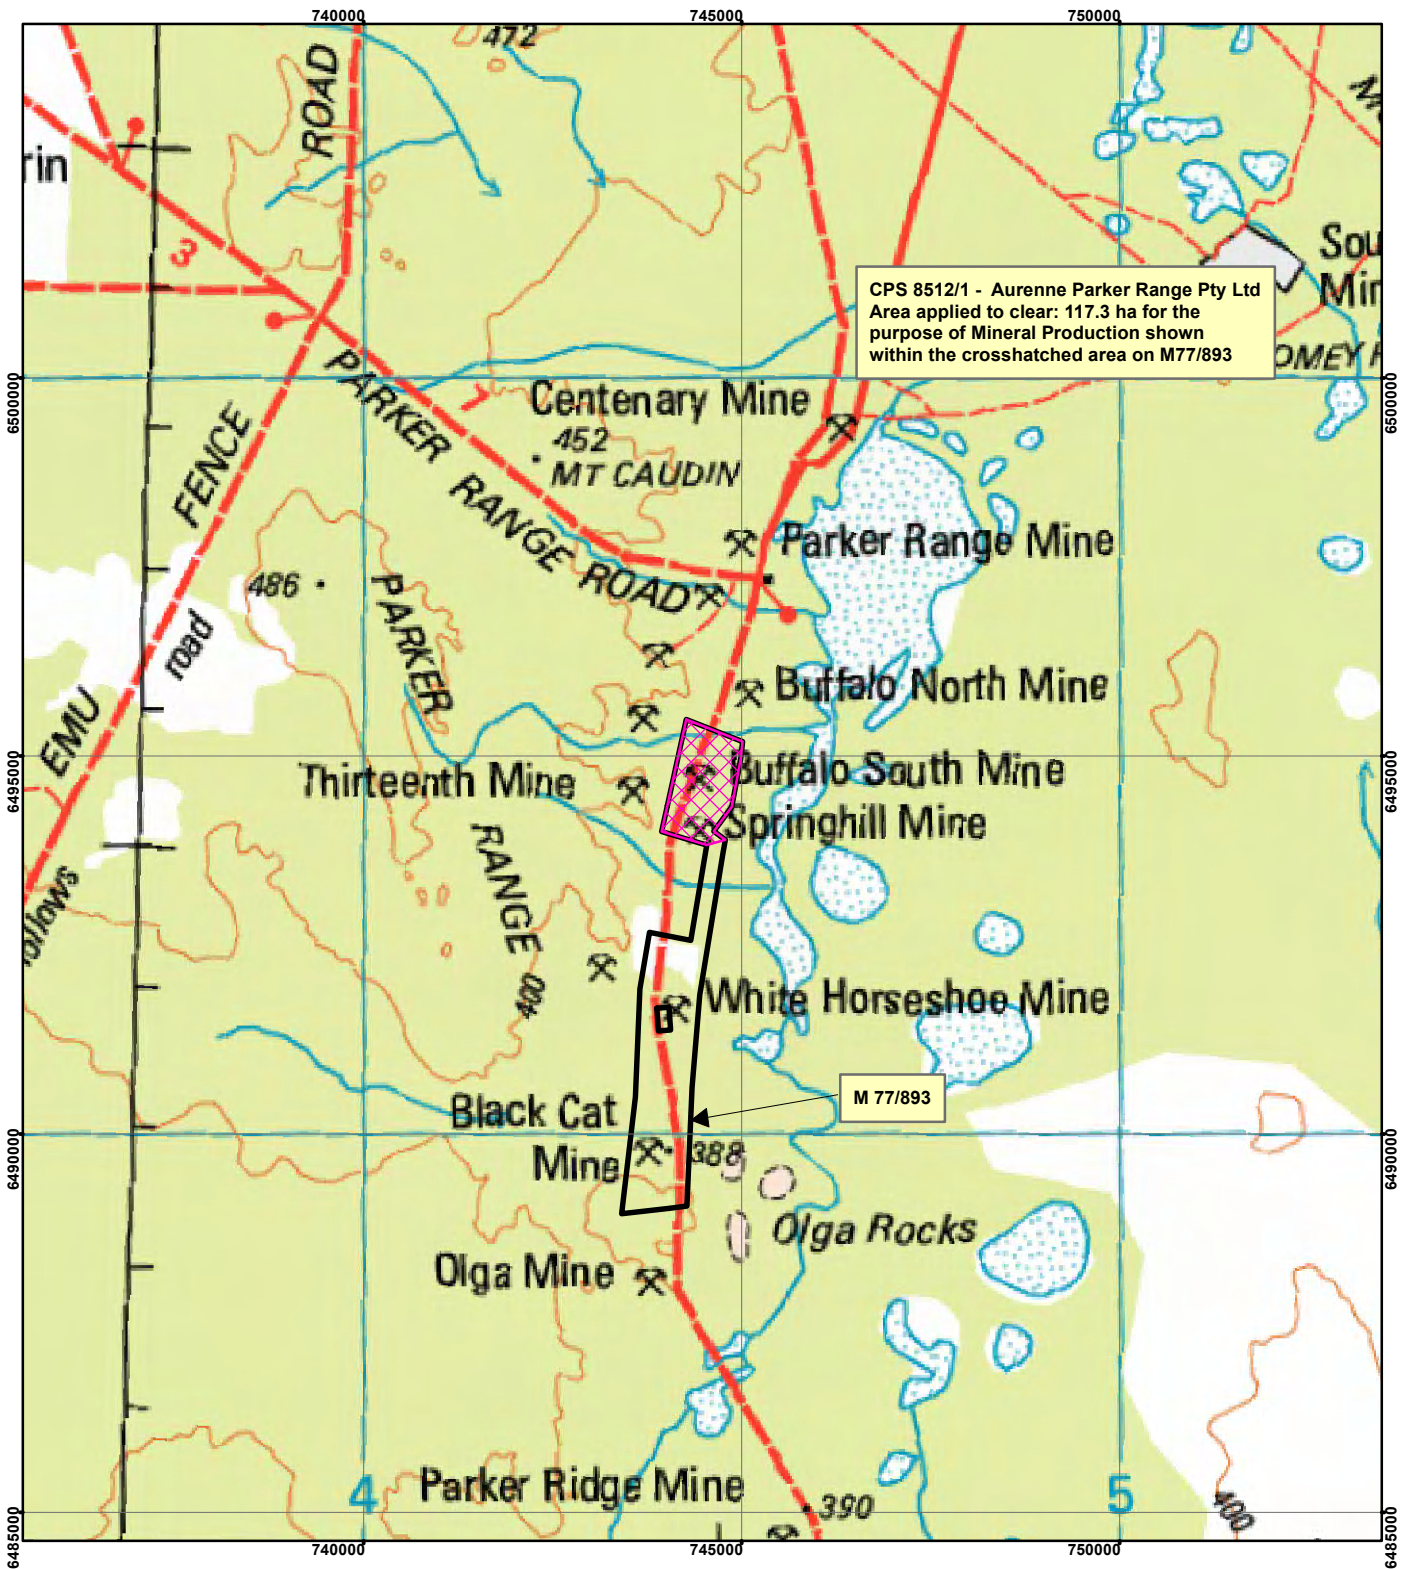 740000
745000
750000
472
ROAD
rin
3
Sou
Min
CPS 8512/1 - Aurenne Parker Range Pty Ltd
Area applied to clear: 117.3 ha for the
purpose of Mineral Production shown
within the crosshatched area on M77/893
OMEY
6500000
6500000
PARKER RANGE ROAD
1
Centenary Mine
452
MT CAUDIN
FENCE
Parker Range Mine
486
PARKER
road
Buffalo North Mine
EMU
6495000
6495000
Thirteenth Mine
Buffalo South Mine
Springhill Mine
RANGE
ollows
400
White Horseshoe Mine
M 77/893
Black Cat
Mine
388
6490000
6490000
Olga Rocks
Olga Mine
Parker Ridge Mine
4
5
390
400
6485000
6485000
740000
745000
750000